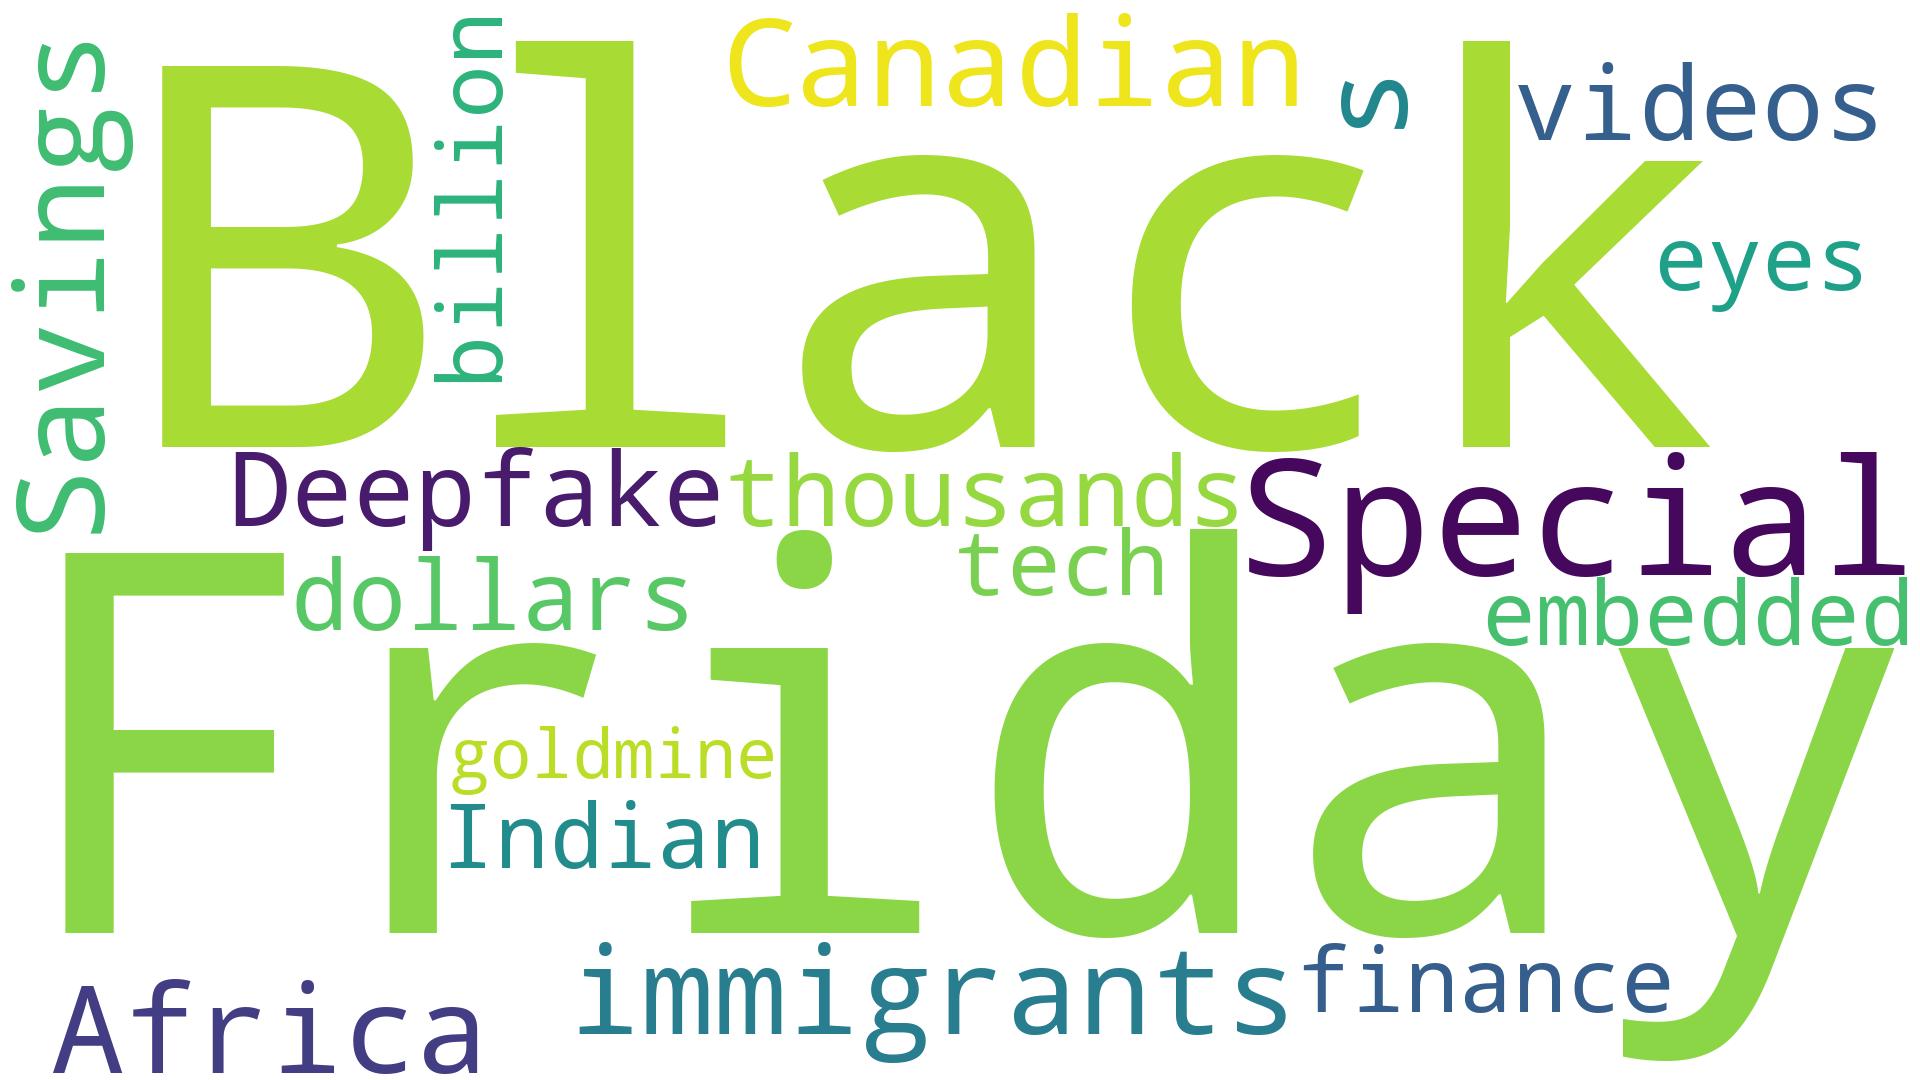 Savings
billion
Canadian
s
videos
Black
eyes
Deepfake
thousands
Special
dollars
tech
embedded
Friday
goldmine
Indian
Africa
immigrants
finance